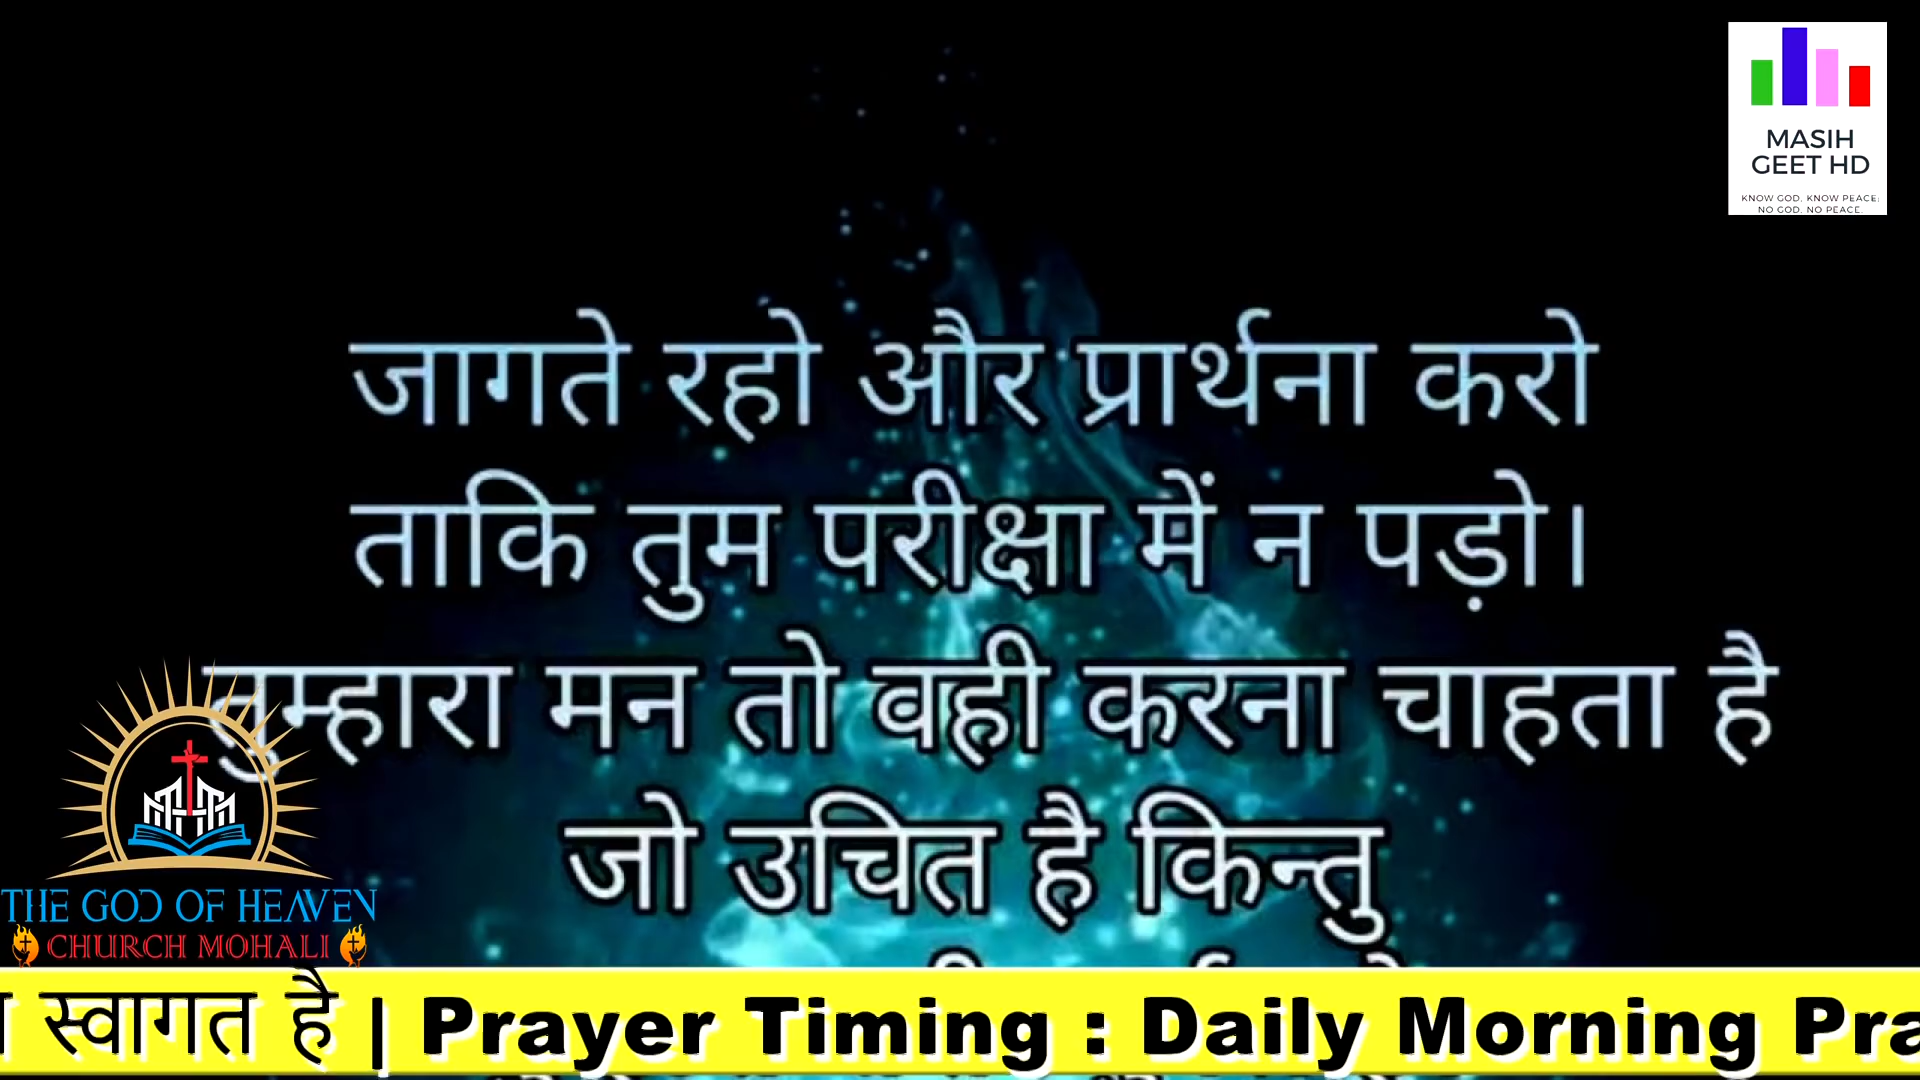 MASIH
GEET HD
KNOW GOD, KNOW PEACE;
NO GOD, NO PEACE.
जागते रहो और प्रार्थना करो
ताकि तुम परीक्षा में न पड़ो।
तुम्हारा मन तो वही करना चाहता है
जो उचित है किन्तु
THE GOD OF HEAVEN
CHURCH MOHALI
स्वागत है | Prayer Timing : Daily Morning